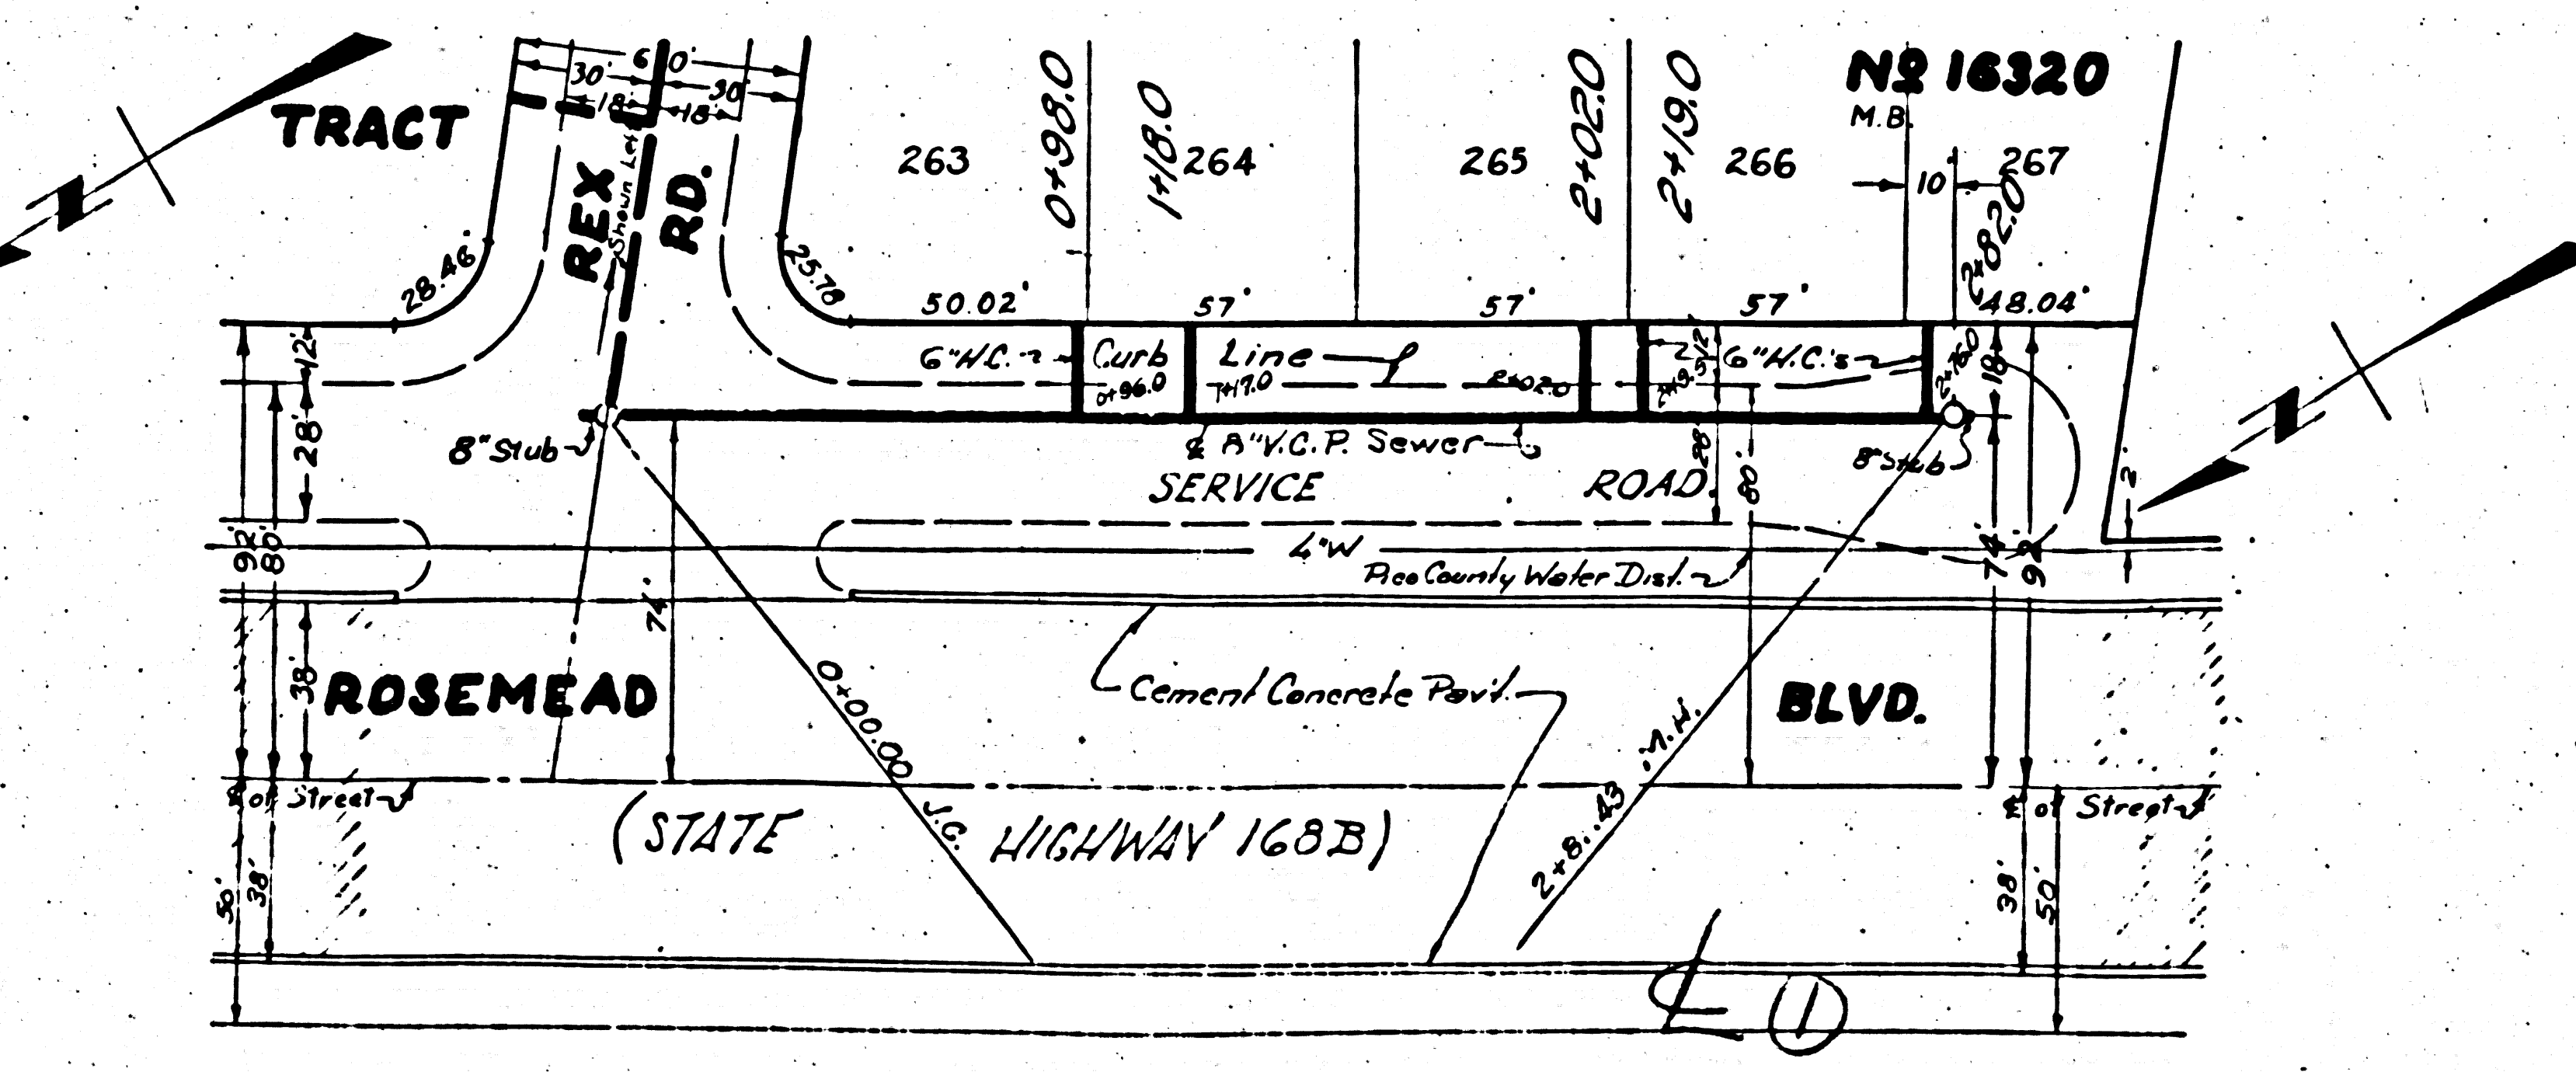 TRACT
Nº 16320
M.B.
60'
30'
30'
18'
18'
REX RD.
Shown Left
28.46'
25.78'
263
0+98.0
1+18.0
264
265
2+02.0
2+19.0
266
10'
267
2+82.0
50.02'
57'
57'
57'
48.04'
12'
6"H.C.
Curb Line
0+96.0
1+17.0
2+02.0
2+19.5
12'
6"H.C.'s
2+76.0
18'
28'
8"Stub
℄ 8"V.C.P. Sewer
28'
80'
8"Stub
2'
SERVICE ROAD
92'
80'
4"W
Pico County Water Dist.
74'
74'
92'
38'
ROSEMEAD BLVD.
Cement Concrete Pav't.
0+00.00 J.C.
M.H.
℄ of Street
℄ of Street
(STATE HIGHWAY 168B)
50'
38'
38'
50'
℄ 1